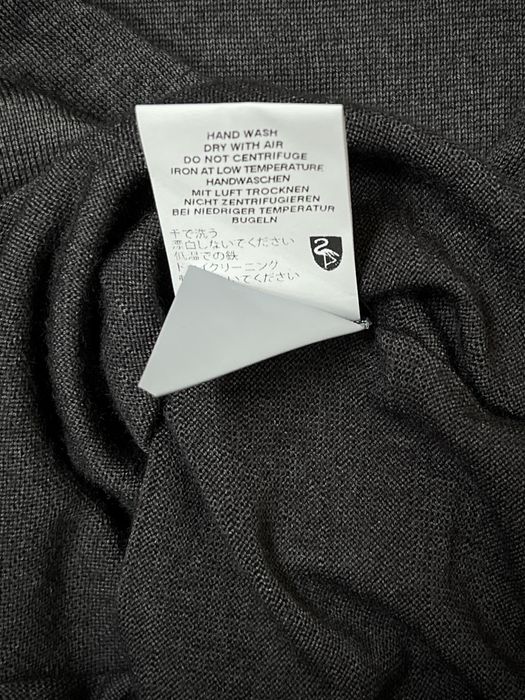 HAND WASH
DRY WITH AIR
DO NOT CENTRIFUGE
IRON AT LOW TEMPERATURE
HANDWASCHEN
MIT LUFT TROCKNEN
NICHT ZENTRIFUGIEREN
BEI NIEDRIGER TEMPERATUR
BUGELN
干で洗う
漂白しないでください
低温での鉄
ドライクリーニング
いでください